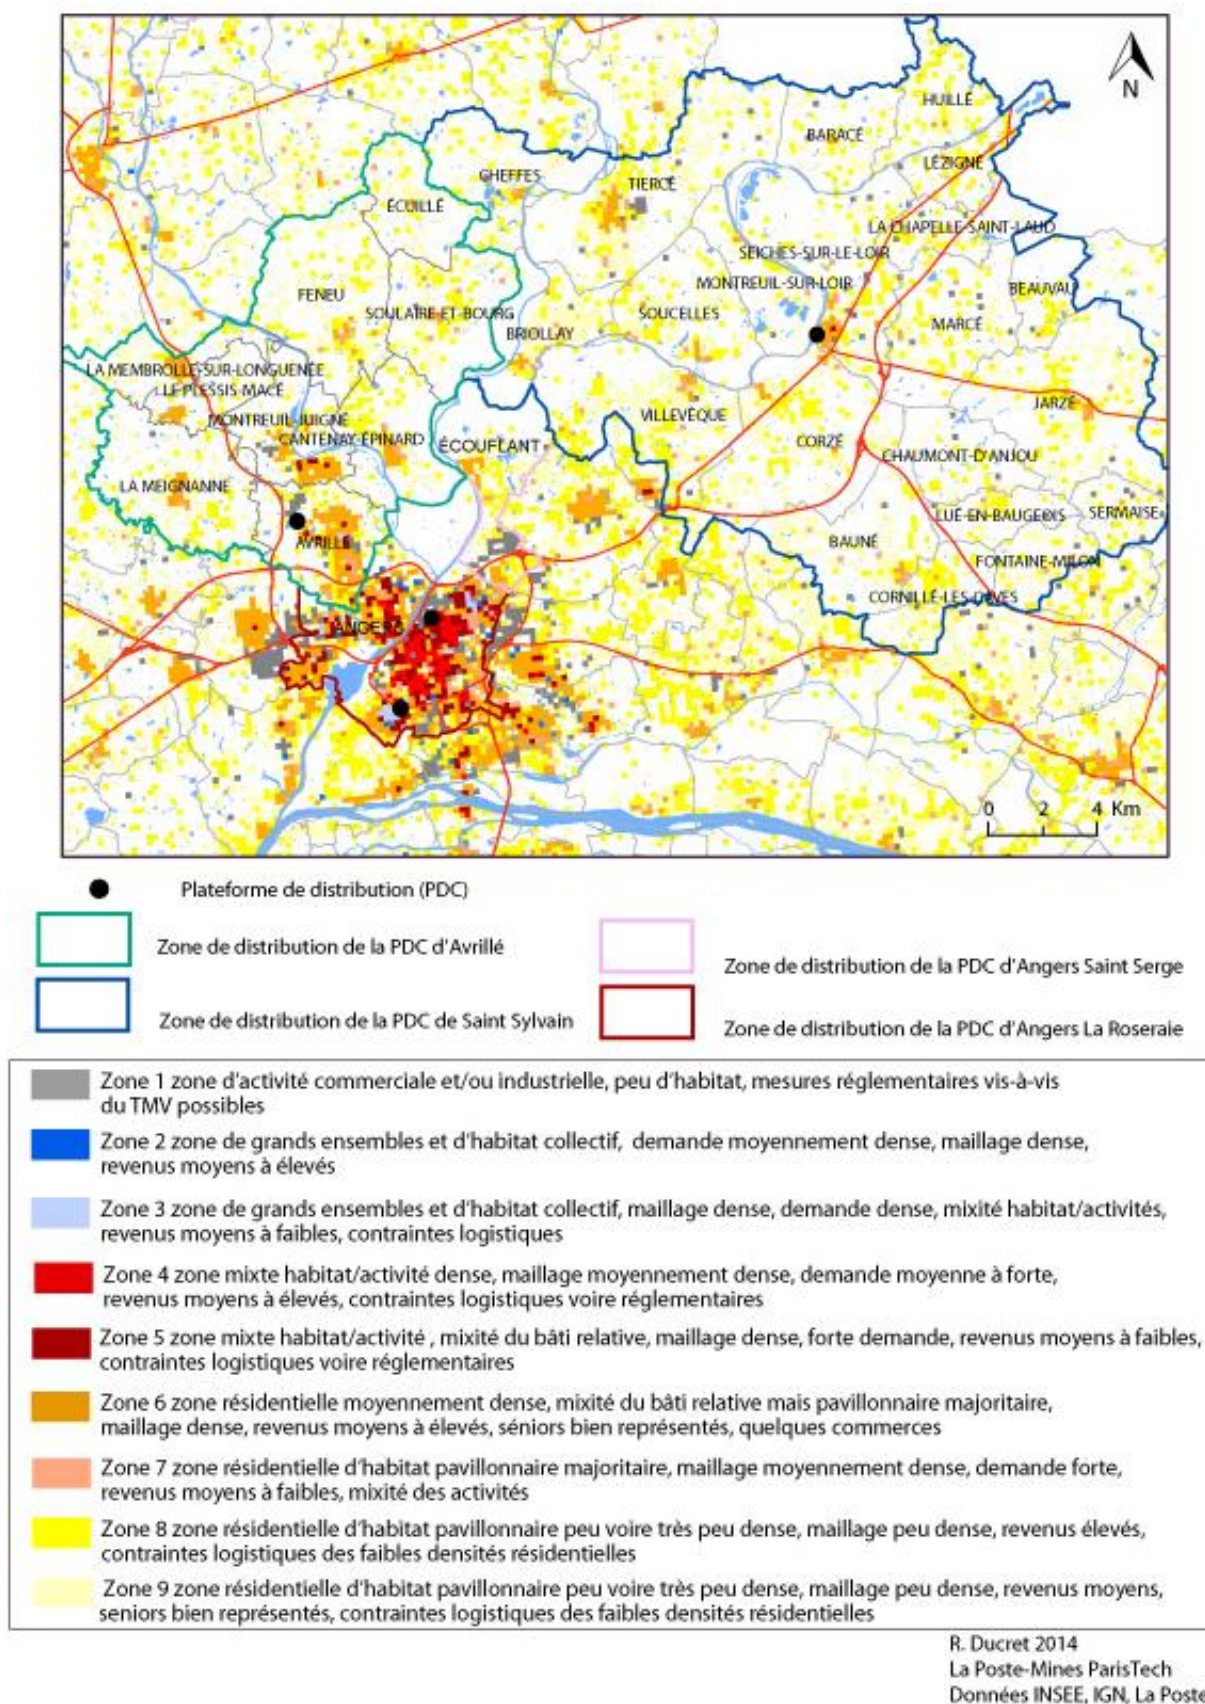 N
HUILLÉ
BARACÉ
LÉZIGNÉ
CHEFFES
TIERCÉ
ÉCUILLÉ
LA CHAPELLE-SAINT-LAUD
SEICHES-SUR-LE-LOIR
MONTREUIL-SUR-LOIR
BEAUVAU
FENEU
SOULAIRE-ET-BOURG
SOUCELLES
MARCÉ
BRIOLLAY
LA MEMBROLLE-SUR-LONGUENÉE
LE PLESSIS-MACÉ
JARZÉ
MONTREUIL-JUIGNÉ
VILLEVÊQUE
CANTENAY-ÉPINARD
ÉCOUFLANT
CORZÉ
CHAUMONT-D'ANJOU
LA MEIGNANNE
LUÉ-EN-BAUGEOIS
SERMAISE
AVRILLÉ
BAUNÉ
FONTAINE-MILON
CORNILLÉ-LES-CAVES
ANGERS
0 2 4 Km
Plateforme de distribution (PDC)
Zone de distribution de la PDC d'Avrillé
Zone de distribution de la PDC d'Angers Saint Serge
Zone de distribution de la PDC de Saint Sylvain
Zone de distribution de la PDC d'Angers La Roseraie
Zone 1 zone d'activité commerciale et/ou industrielle, peu d'habitat, mesures réglementaires vis-à-vis
du TMV possibles
Zone 2 zone de grands ensembles et d'habitat collectif, demande moyennement dense, maillage dense,
revenus moyens à élevés
Zone 3 zone de grands ensembles et d'habitat collectif, maillage dense, demande dense, mixité habitat/activités,
revenus moyens à faibles, contraintes logistiques
Zone 4 zone mixte habitat/activité dense, maillage moyennement dense, demande moyenne à forte,
revenus moyens à élevés, contraintes logistiques voire réglementaires
Zone 5 zone mixte habitat/activité , mixité du bâti relative, maillage dense, forte demande, revenus moyens à faibles,
contraintes logistiques voire réglementaires
Zone 6 zone résidentielle moyennement dense, mixité du bâti relative mais pavillonnaire majoritaire,
maillage dense, revenus moyens à élevés, séniors bien représentés, quelques commerces
Zone 7 zone résidentielle d'habitat pavillonnaire majoritaire, maillage moyennement dense, demande forte,
revenus moyens à faibles, mixité des activités
Zone 8 zone résidentielle d'habitat pavillonnaire peu voire très peu dense, maillage peu dense, revenus élevés,
contraintes logistiques des faibles densités résidentielles
Zone 9 zone résidentielle d'habitat pavillonnaire peu voire très peu dense, maillage peu dense, revenus moyens,
seniors bien représentés, contraintes logistiques des faibles densités résidentielles
R. Ducret 2014
La Poste-Mines ParisTech
Données INSEE, IGN, La Poste